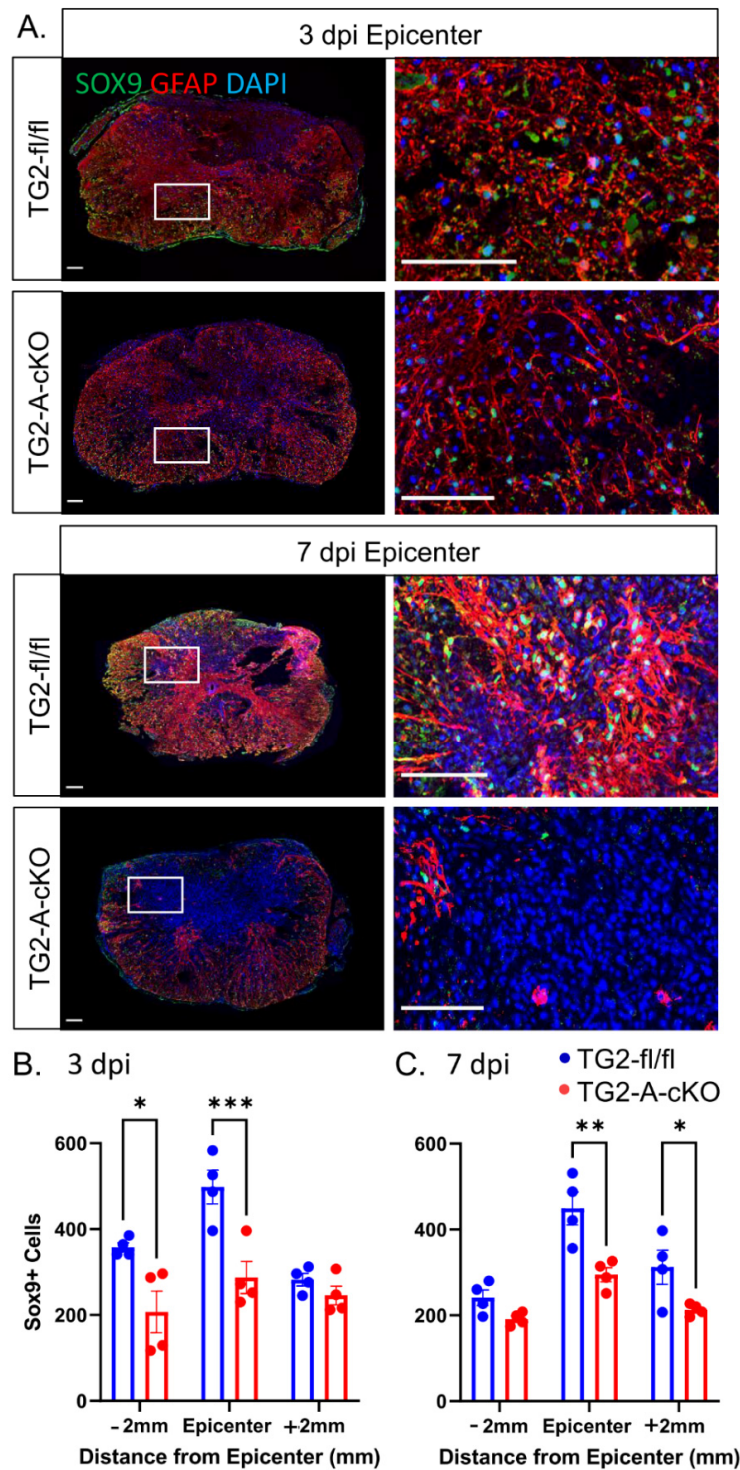 A.
3 dpi Epicenter
TG2-fl/fl
SOX9 GFAP DAPI
TG2-A-cKO
7 dpi Epicenter
TG2-fl/fl
TG2-A-cKO
B. 3 dpi
C. 7 dpi
TG2-fl/fl
TG2-A-cKO
* ***
** *
Sox9+ Cells
600
400
200
0
-2mm Epicenter +2mm
Distance from Epicenter (mm)
600
400
200
0
-2mm Epicenter +2mm
Distance from Epicenter (mm)